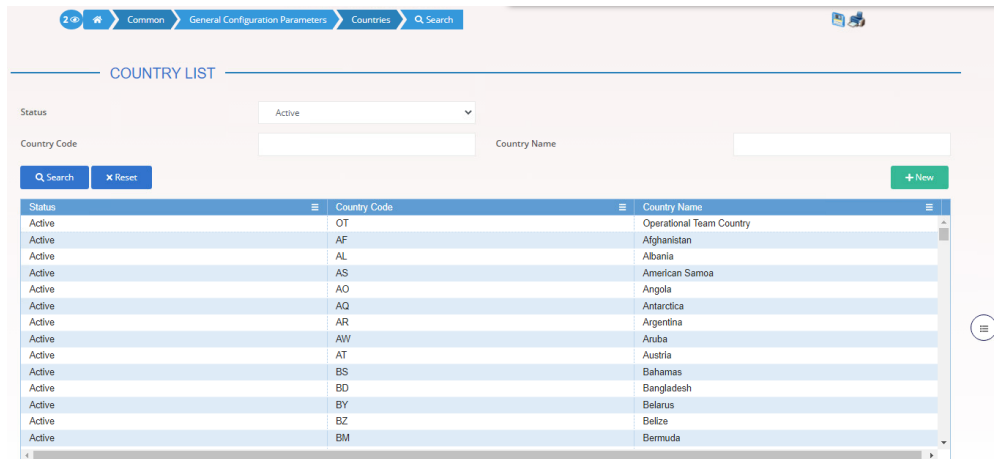 2 Common General Configuration Parameters Countries Search
COUNTRY LIST
Status Active
Country Code Country Name
Search Reset New
Status Country Code Country Name
Active OT Operational Team Country
Active AF Afghanistan
Active AL Albania
Active AS American Samoa
Active AO Angola
Active AQ Antarctica
Active AR Argentina
Active AW Aruba
Active AT Austria
Active BS Bahamas
Active BD Bangladesh
Active BY Belarus
Active BZ Belize
Active BM Bermuda